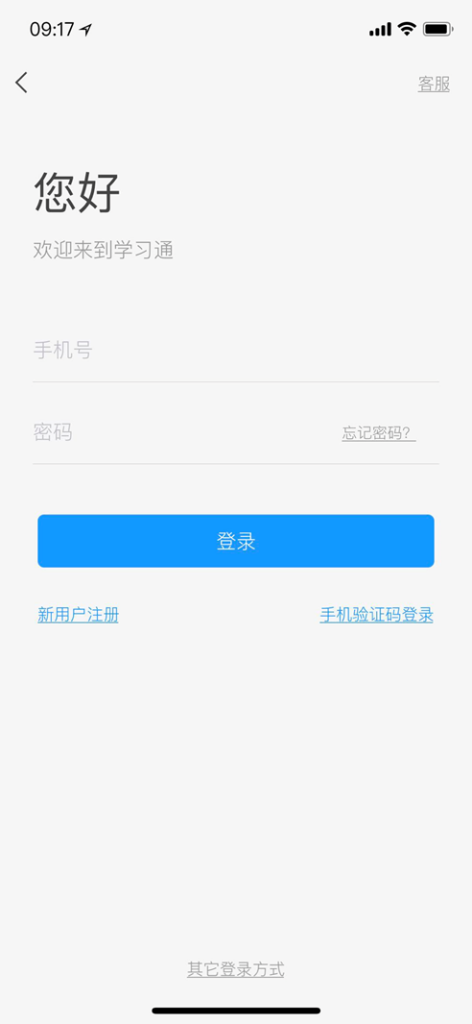 09:17
客服
您好
欢迎来到学习通
手机号
密码
忘记密码?
登录
新用户注册
手机验证码登录
其它登录方式